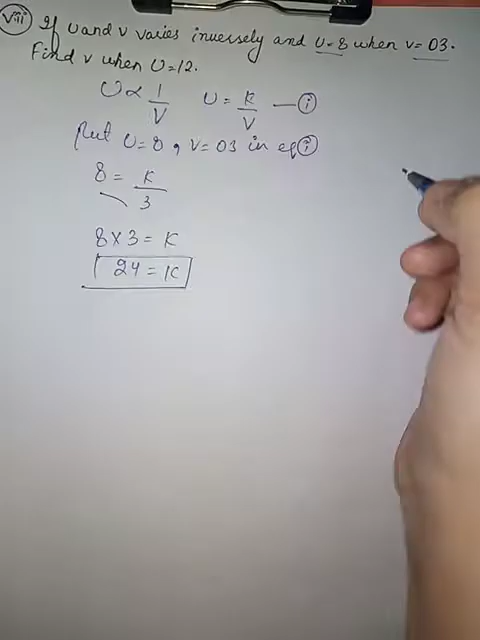 (viii) If U and V varies inversely and U=8 when V=03.
Find V when U=12.
U ∝ 1/V U = K/V — (i)
Put U=8, V=03 in eq (i)
8 = K/3
8×3 = K
24 = K